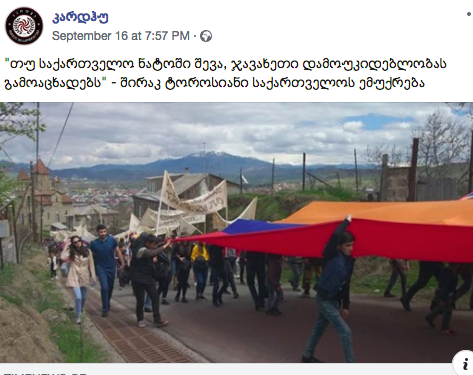 კარდჰუ
September 16 at 7:57 PM ·
"თუ საქართველო ნატოში შევა, ჯავახეთი დამოუკიდებლობას
გამოაცხადებს" - შირაკ ტოროსიანი საქართველოს ემუქრება